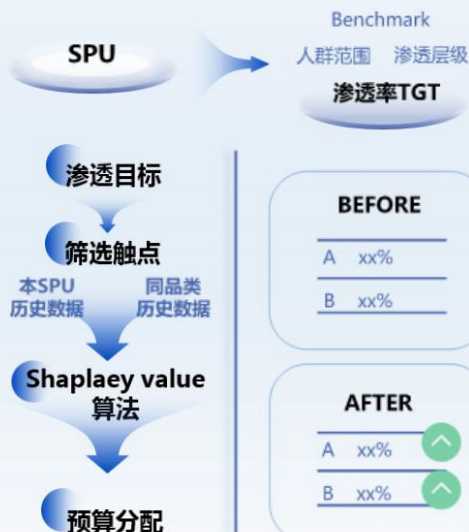 SPU
Benchmark
人群范围 渗透层级
渗透率TGT
渗透目标
筛选触点
本SPU
历史数据
同品类
历史数据
Shaplaey value
算法
预算分配
BEFORE
A xx%
B xx%
AFTER
A xx%
B xx%